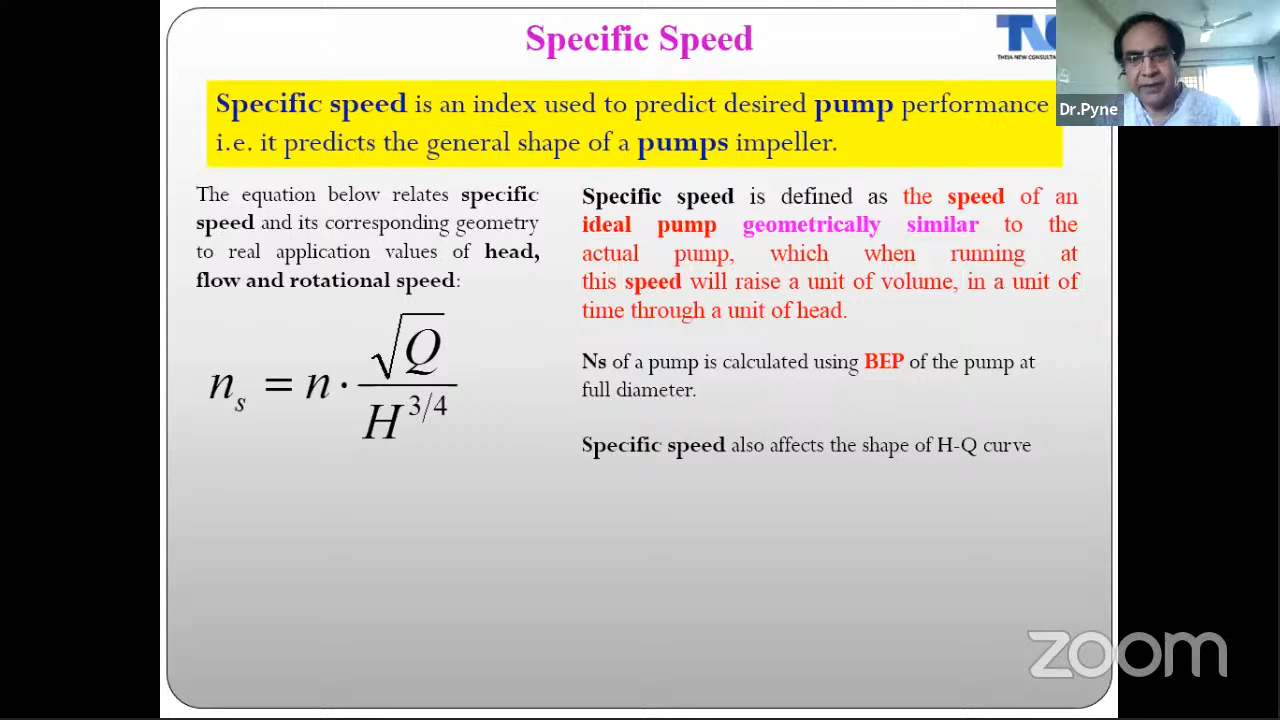 Specific Speed
THEIA NEW CONSULTA
Dr.Pyne
Specific speed is an index used to predict desired pump performance
i.e. it predicts the general shape of a pumps impeller.
The equation below relates specific
speed and its corresponding geometry
to real application values of head,
flow and rotational speed:
n_s = n · √Q / H^3/4
Specific speed is defined as the speed of an
ideal pump geometrically similar to the
actual pump, which when running at
this speed will raise a unit of volume, in a unit of
time through a unit of head.
Ns of a pump is calculated using BEP of the pump at
full diameter.
Specific speed also affects the shape of H-Q curve
zoom